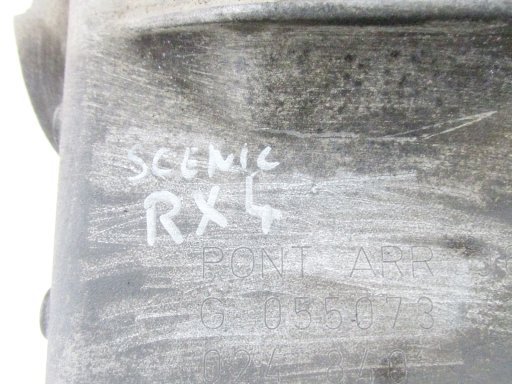 SCENIC
RX4
PONT ARR
G 055073